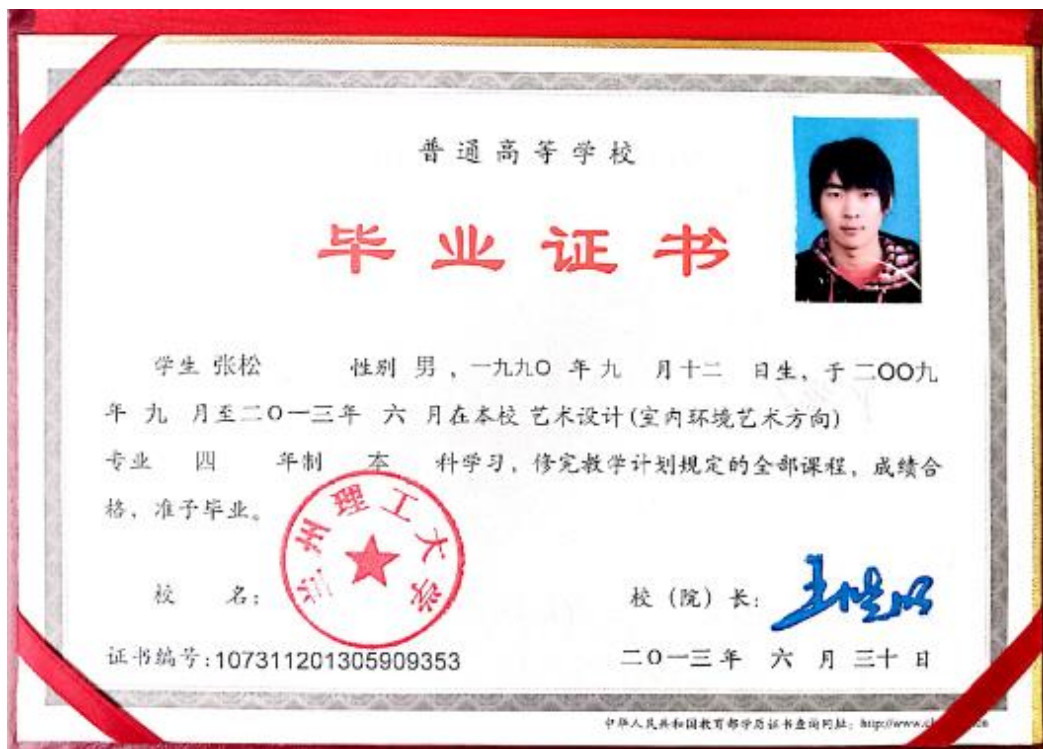 普通高等学校
毕业证书
学生 张松 性别 男 ，一九九〇 年 九 月十二 日生，于 二〇〇九
年 九 月至二〇一三年 六 月在本校 艺术设计(室内环境艺术方向)
专业 四 年制 本 科学习，修完教学计划规定的全部课程，成绩合
格，准予毕业。
兰州理工大学
校 名：
校（院）长：
证书编号:107311201305909353
二〇一三年 六 月 三十 日
中华人民共和国教育部学历证书查询网址：http://www.